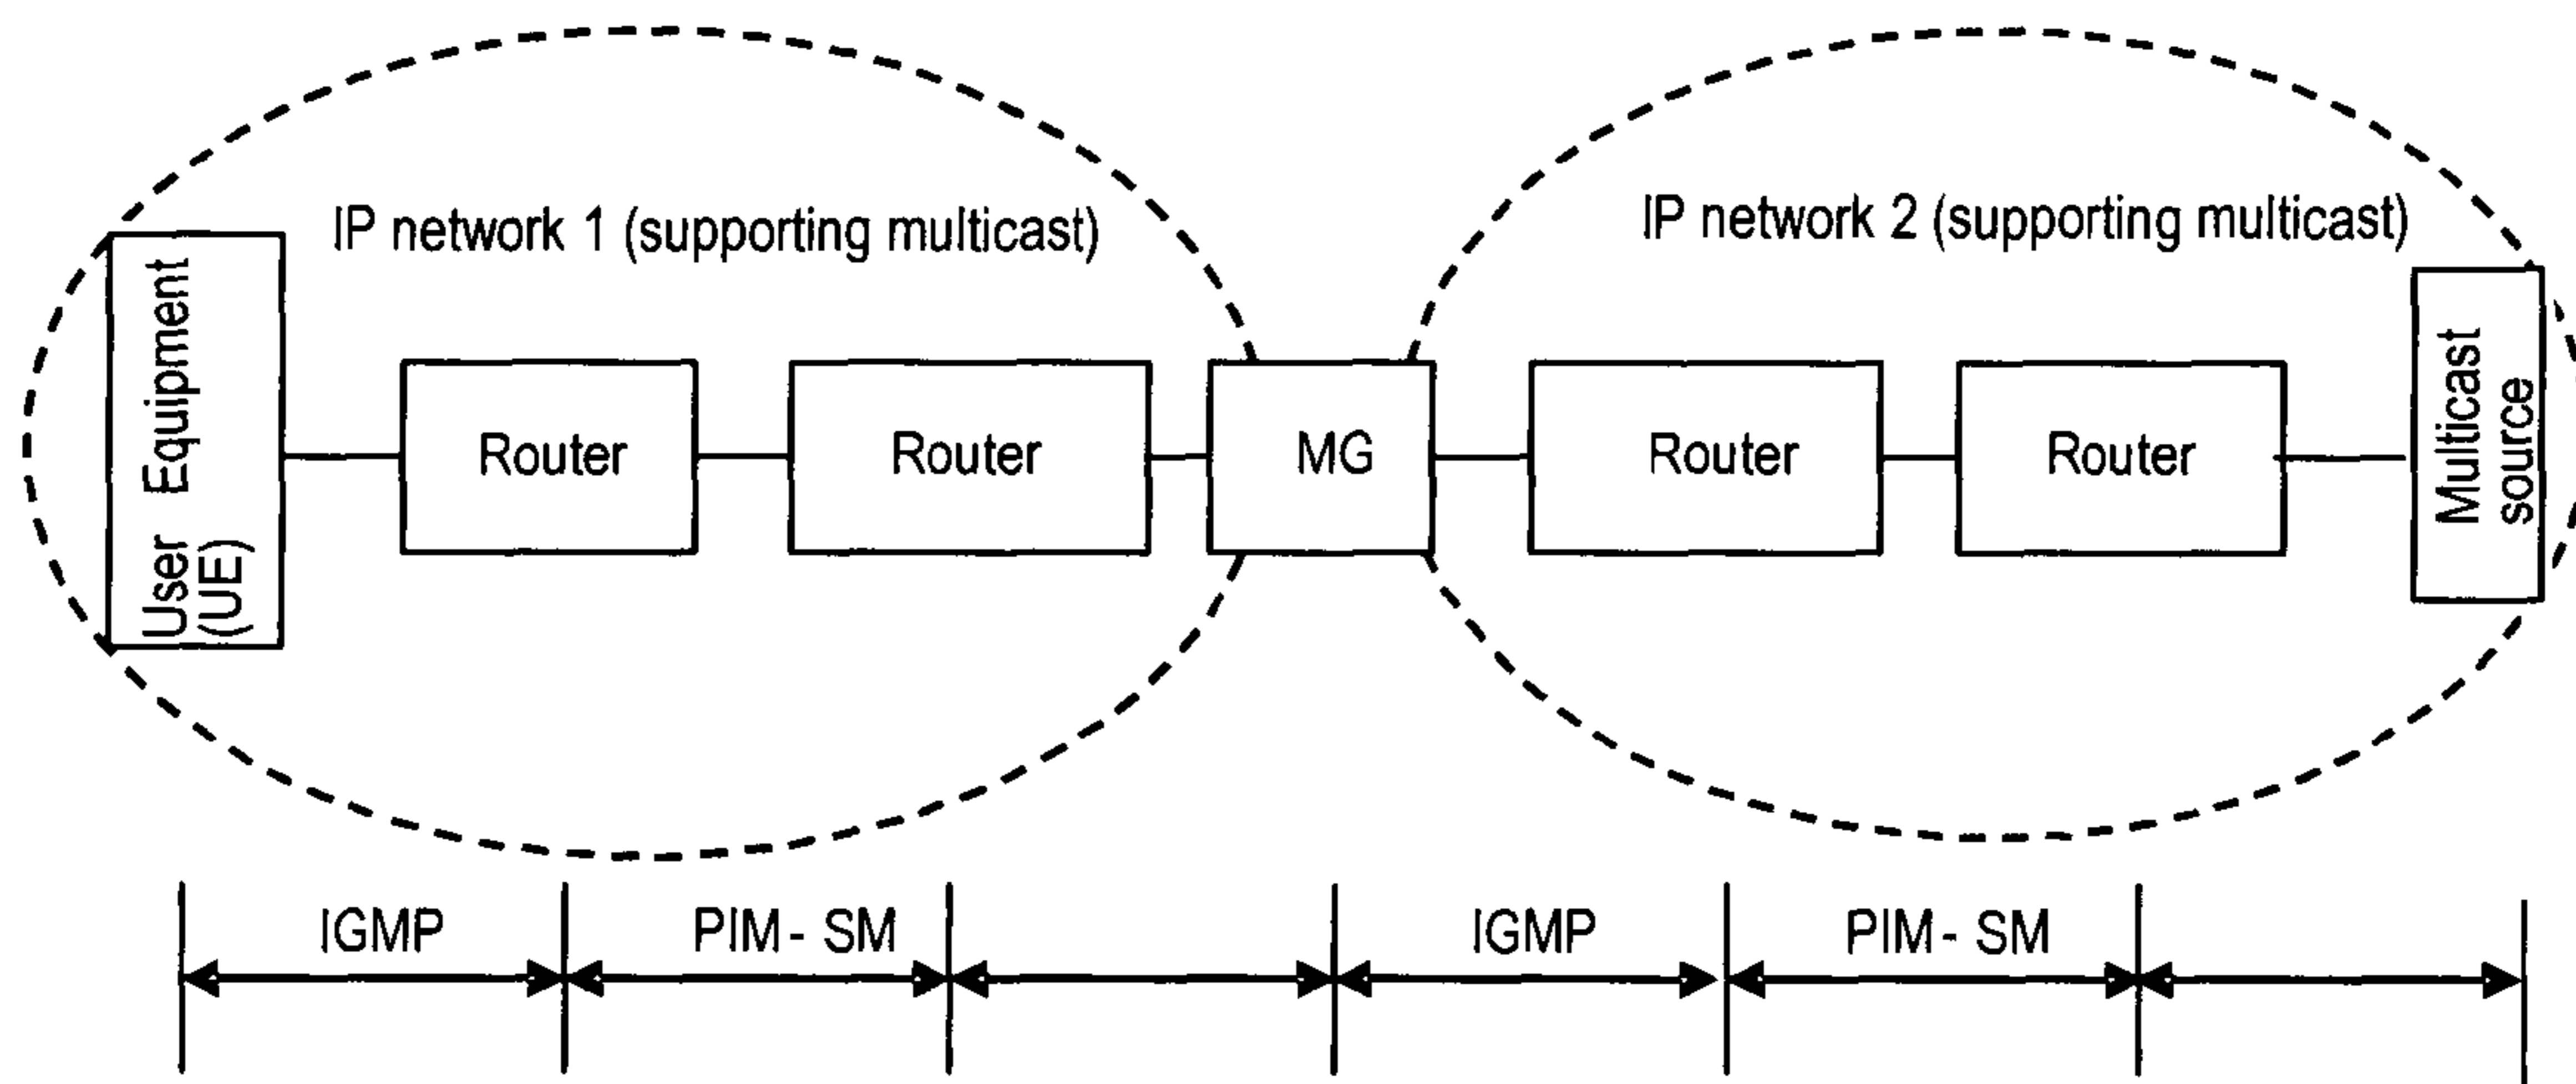 IP network 1 (supporting multicast)
IP network 2 (supporting multicast)
User Equipment
(UE)
Router
Router
MG
Router
Router
Multicast
source
IGMP
PIM- SM
IGMP
PIM- SM